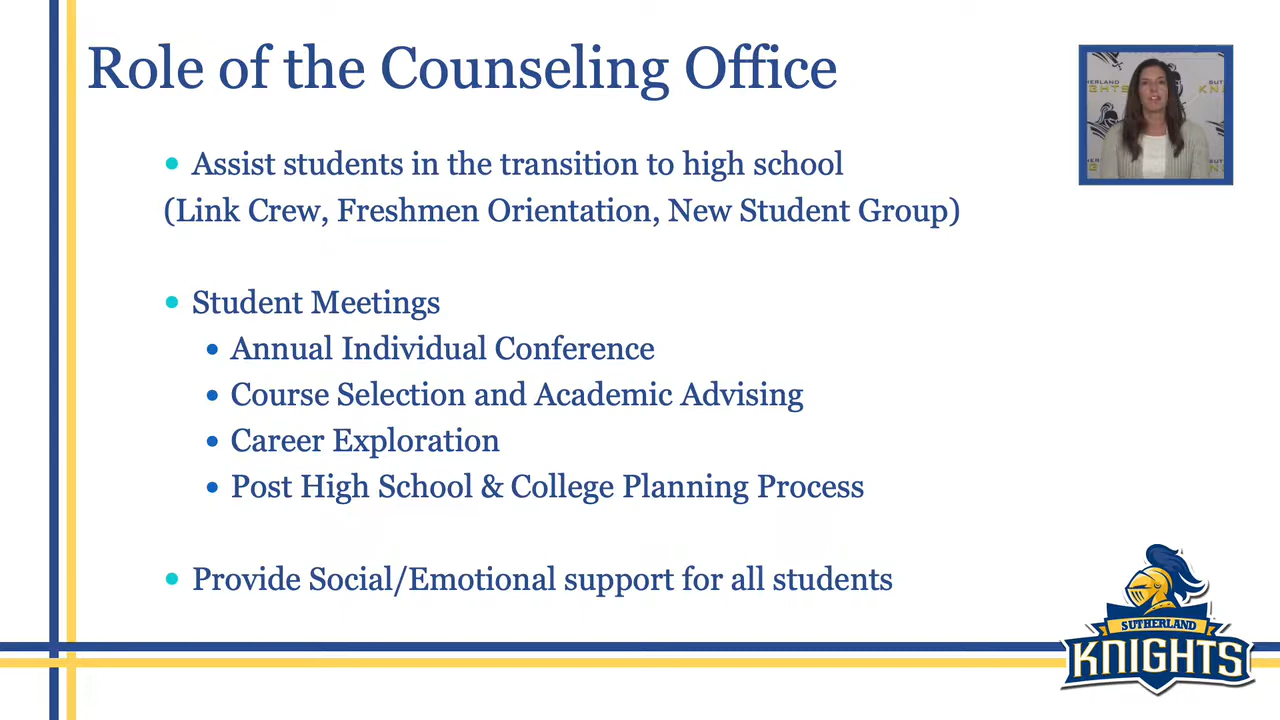 Role of the Counseling Office
• Assist students in the transition to high school
(Link Crew, Freshmen Orientation, New Student Group)
• Student Meetings
• Annual Individual Conference
• Course Selection and Academic Advising
• Career Exploration
• Post High School & College Planning Process
• Provide Social/Emotional support for all students
SUTHERLAND
KNIGHTS